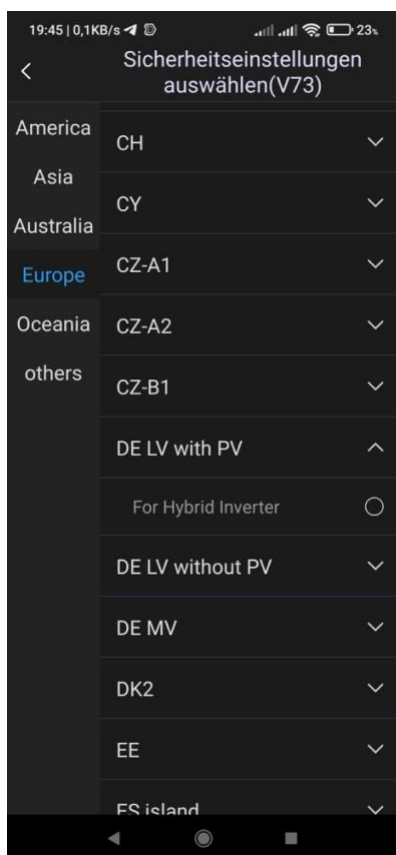 19:45 | 0,1KB/s 23%
Sicherheitseinstellungen
auswählen(V73)
America
Asia
Australia
Europe
Oceania
others
CH
CY
CZ-A1
CZ-A2
CZ-B1
DE LV with PV
For Hybrid Inverter
DE LV without PV
DE MV
DK2
EE
ES island